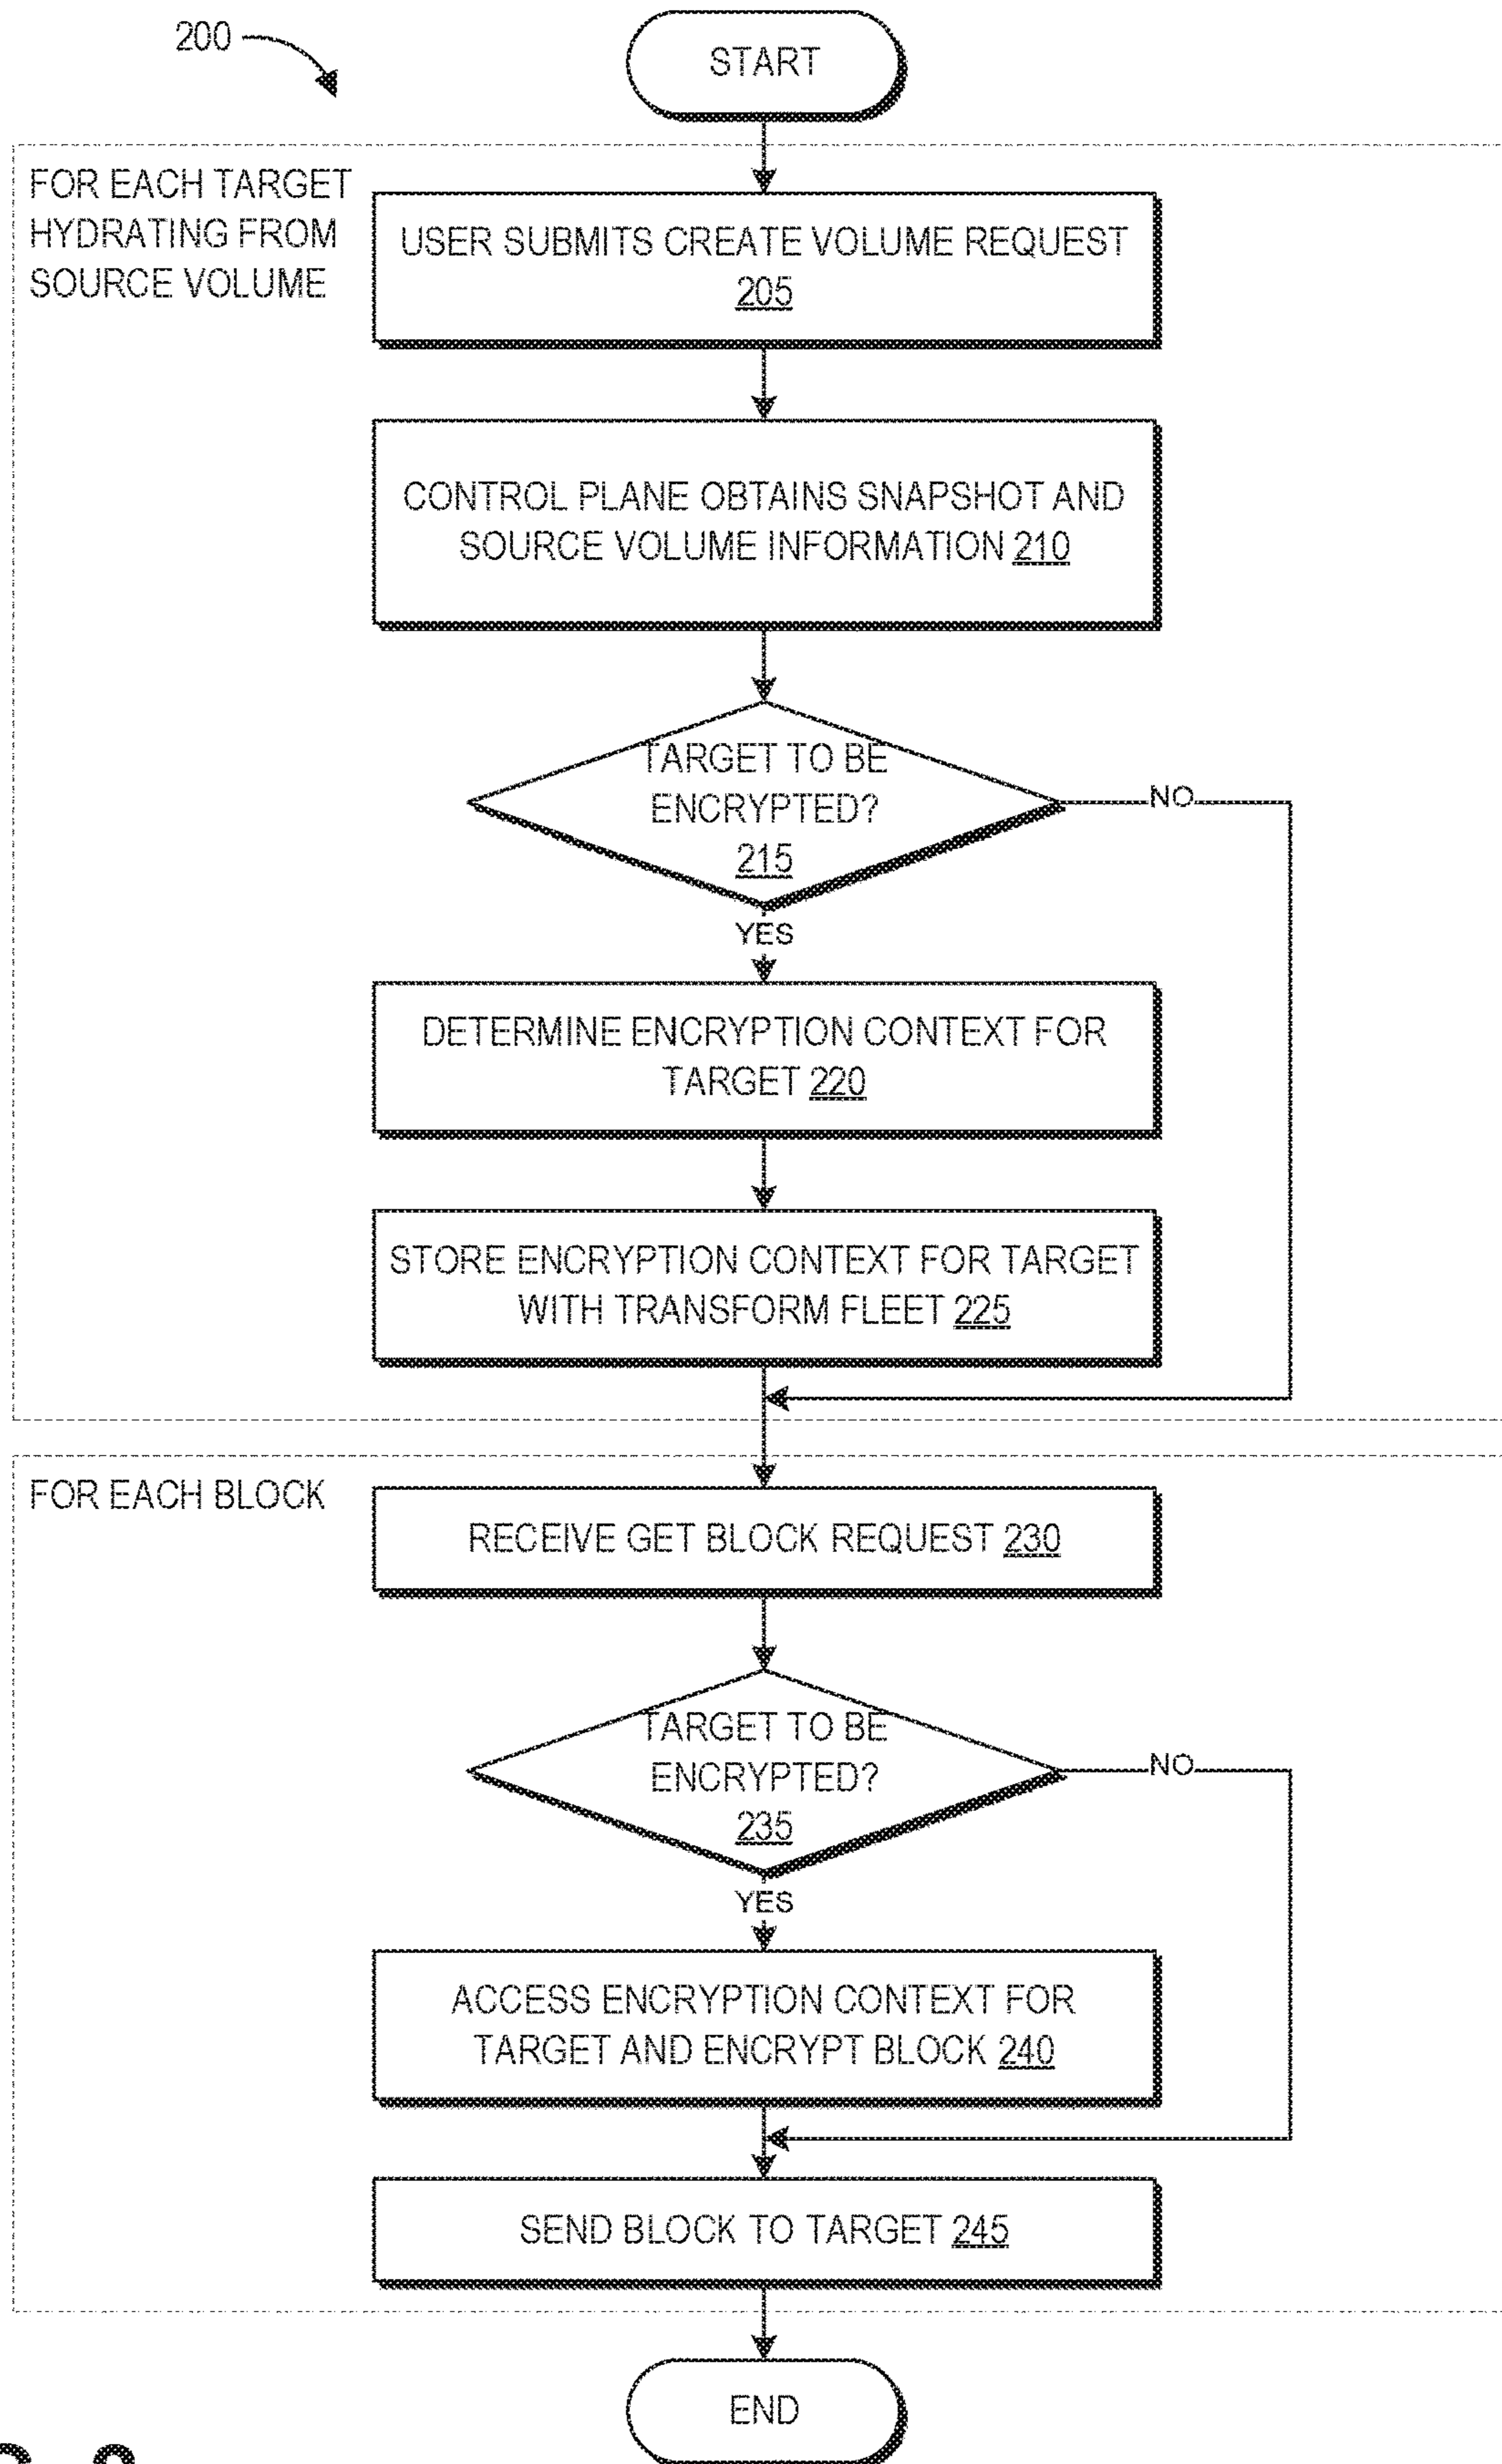 200
START
FOR EACH TARGET
HYDRATING FROM
SOURCE VOLUME
USER SUBMITS CREATE VOLUME REQUEST
205
CONTROL PLANE OBTAINS SNAPSHOT AND
SOURCE VOLUME INFORMATION 210
TARGET TO BE
ENCRYPTED?
215
NO
YES
DETERMINE ENCRYPTION CONTEXT FOR
TARGET 220
STORE ENCRYPTION CONTEXT FOR TARGET
WITH TRANSFORM FLEET 225
FOR EACH BLOCK
RECEIVE GET BLOCK REQUEST 230
TARGET TO BE
ENCRYPTED?
235
NO
YES
ACCESS ENCRYPTION CONTEXT FOR
TARGET AND ENCRYPT BLOCK 240
SEND BLOCK TO TARGET 245
END